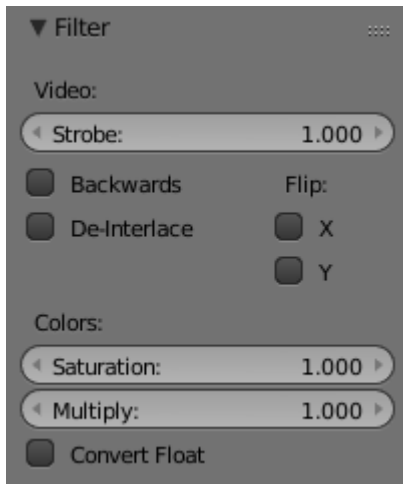 Filter
Video:
Strobe: 1.000
Backwards Flip:
De-Interlace X
Y
Colors:
Saturation: 1.000
Multiply: 1.000
Convert Float